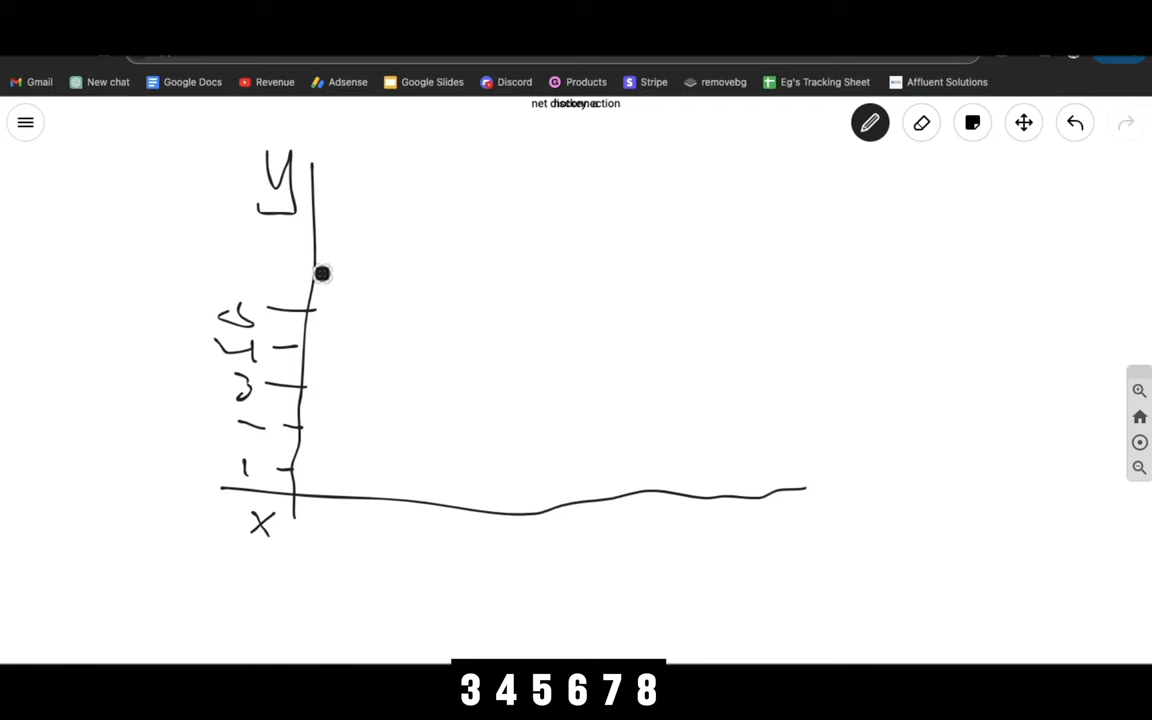 Gmail New chat Google Docs Revenue Adsense Google Slides Discord Products Stripe removebg Eg's Tracking Sheet Affluent Solutions
y
5
4
3
1
x
3 4 5 6 7 8